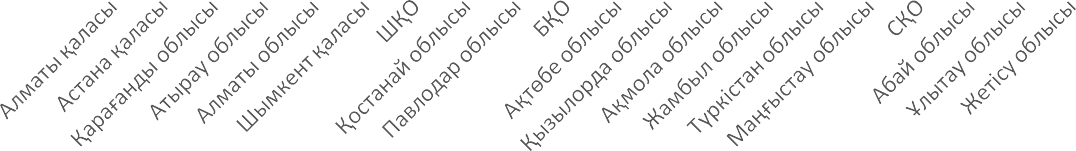 Алматы қаласы
Астана қаласы
Қарағанды облысы
Атырау облысы
Алматы облысы
Шымкент қаласы
ШҚО
Қостанай облысы
Павлодар облысы
БҚО
Ақтөбе облысы
Қызылорда облысы
Ақмола облысы
Жамбыл облысы
Түркістан облысы
Маңғыстау облысы
СҚО
Абай облысы
Ұлытау облысы
Жетісу облысы